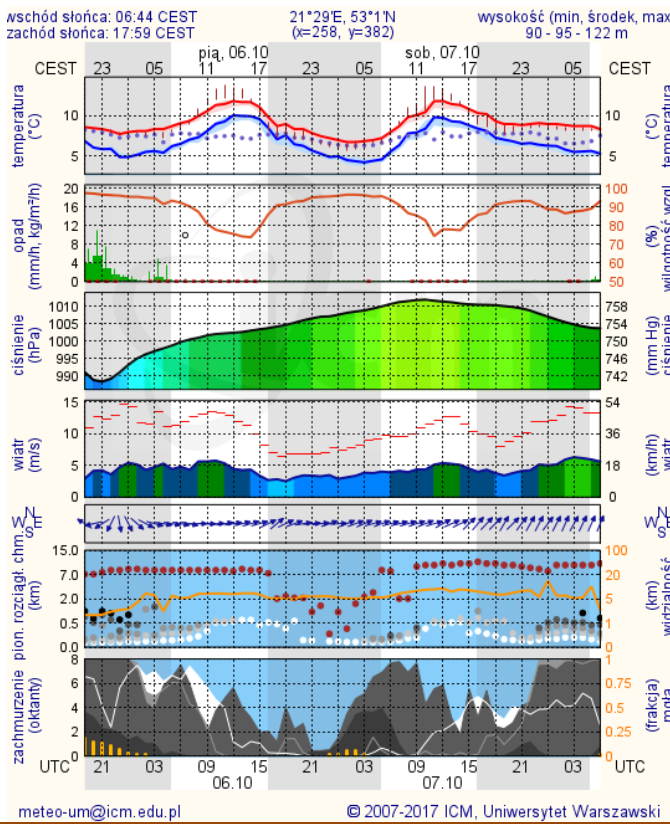 wschód słońca: 06:44 CEST 21°29'E, 53°1'N wysokość (min, środek, max
zachód słońca: 17:59 CEST (x=258, y=382) 90 - 95 - 122 m
pią, 06.10 sob, 07.10
CEST 23 05 11 17 23 05 11 17 23 05 CEST
temperatura (°C) 10 5 10 5 temperatura (°C)
opad (mm/h, kg/m²/h) 20 16 12 8 4 0 100 90 80 70 60 50 (%) wilgotność wzgl
ciśnienie (hPa) 1010 1005 1000 995 990 758 754 750 746 742 (mm Hg) ciśnienie
wiatr (m/s) 15 10 5 0 54 36 18 0 (km/h) wiatr
N W E S N W E S
pion. rozciągł. chm. (km) 15.0 7.0 2.0 0.5 0.0 100 20 5 1 0 (km) widzialność
zachmurzenie (oktanty) 8 6 4 2 0 1 0.75 0.5 0.25 0 (frakcja) mgła
UTC 21 03 09 15 21 03 09 15 21 03 UTC
06.10 07.10
meteo-um@icm.edu.pl © 2007-2017 ICM, Uniwersytet Warszawski